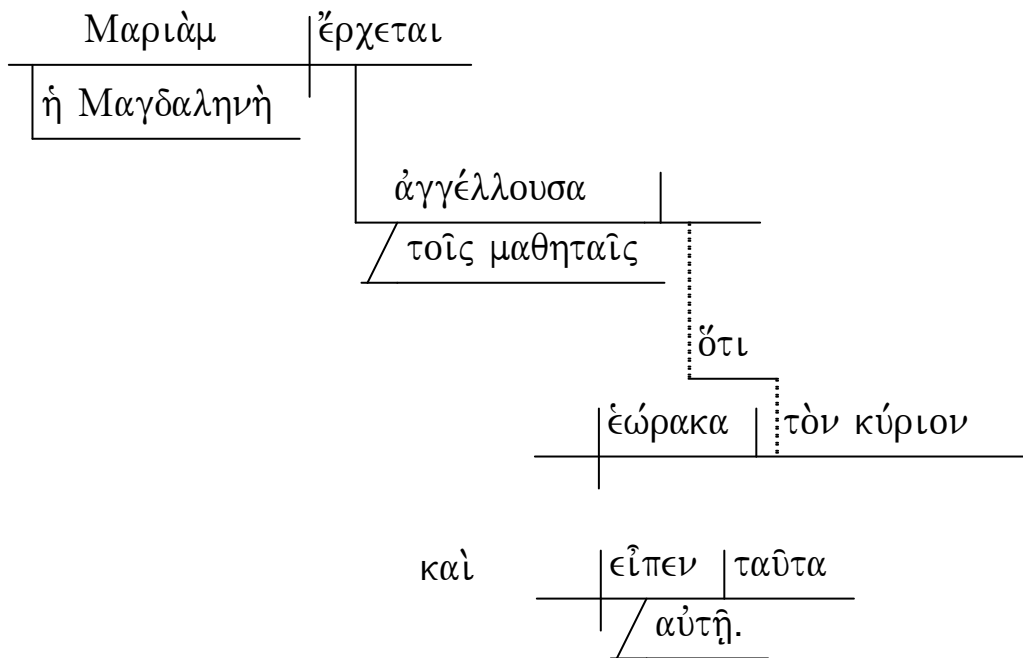 Μαριὰμ ἔρχεται
ἡ Μαγδαληνὴ
ἀγγέλλουσα
τοῖς μαθηταῖς
ὅτι
ἑώρακα τὸν κύριον
καὶ εἶπεν ταῦτα
αὐτῇ.